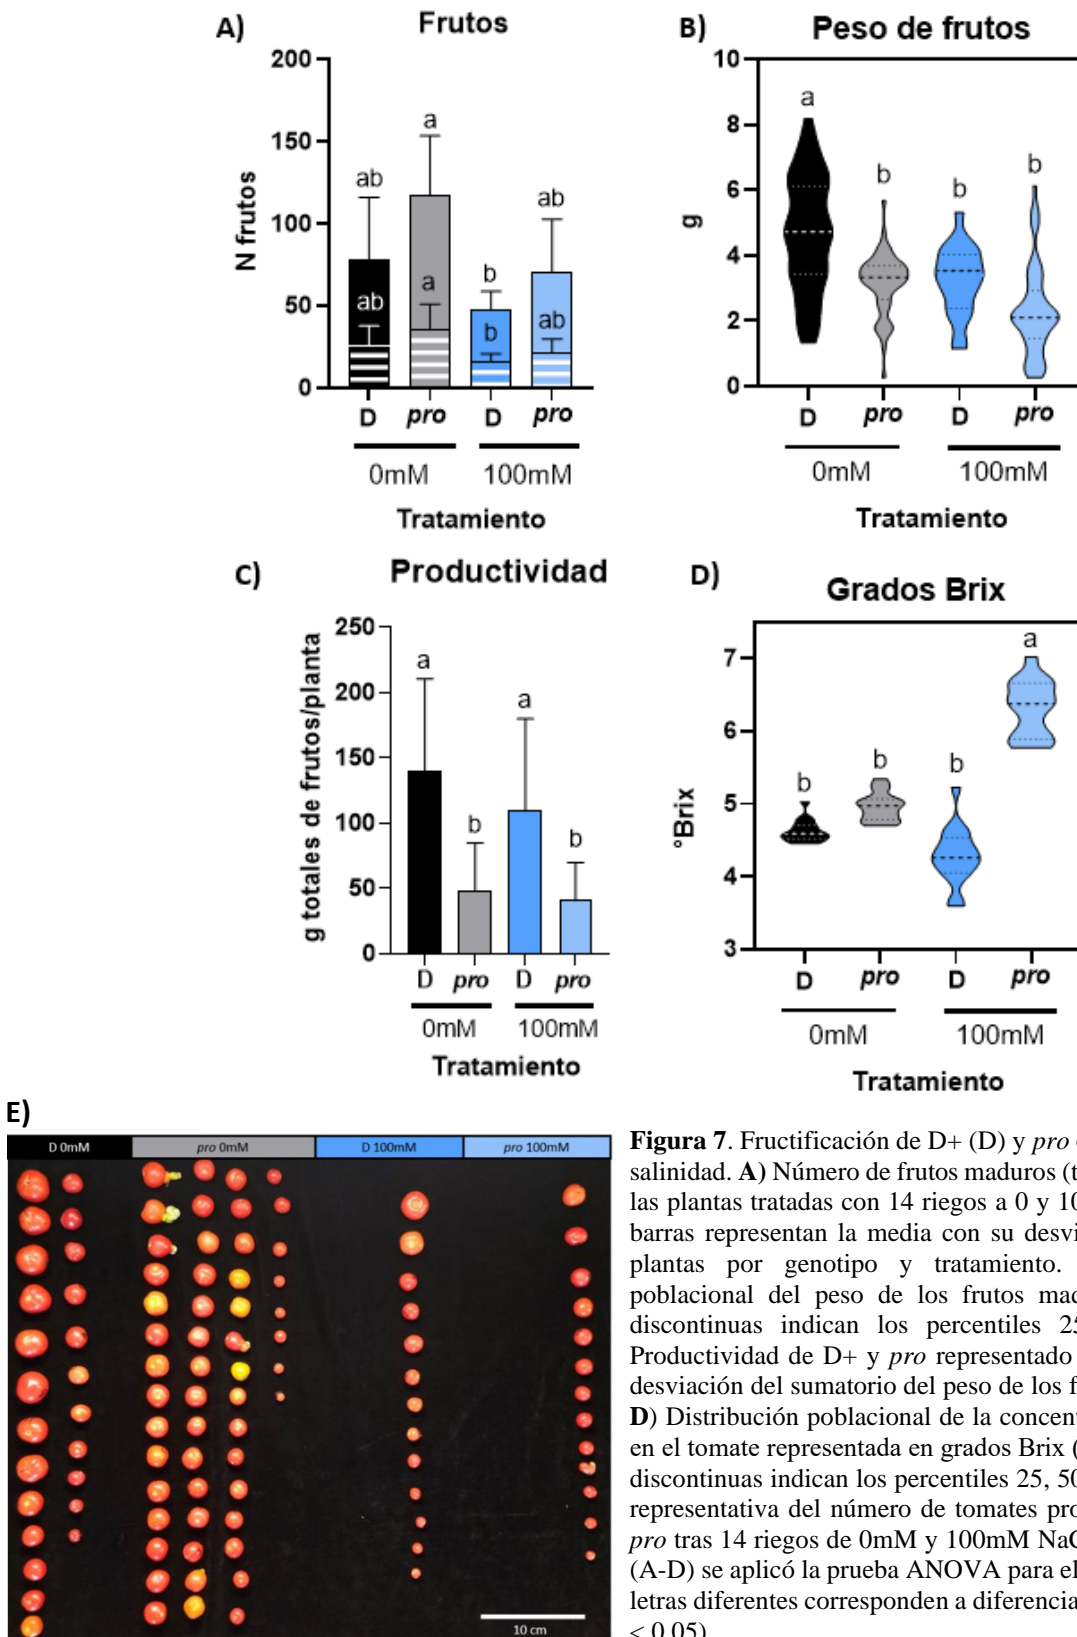 A)
Frutos
200
150
100
50
0
N frutos
ab
a
b
ab
ab
a
b
ab
D
pro
D
pro
0mM
100mM
Tratamiento
B)
Peso de frutos
10
8
6
4
2
0
g
a
b
b
b
D
pro
D
pro
0mM
100mM
Tratamiento
C)
Productividad
250
200
150
100
50
0
g totales de frutos/planta
a
b
a
b
D
pro
D
pro
0mM
100mM
Tratamiento
D)
Grados Brix
7
6
5
4
3
°Brix
b
b
b
a
D
pro
D
pro
0mM
100mM
Tratamiento
E)
D 0mM
pro 0mM
D 100mM
pro 100mM
10 cm
Figura 7. Fructificación de D+ (D) y pro
salinidad. A) Número de frutos maduros
las plantas tratadas con 14 riegos a 0 y
barras representan la media con su
plantas por genotipo y tratamiento.
poblacional del peso de los frutos
discontinuas indican los percentiles
Productividad de D+ y pro representado
desviación del sumatorio del peso de los
D) Distribución poblacional de la
en el tomate representada en grados Brix (
discontinuas indican los percentiles 25,
representativa del número de tomates
pro tras 14 riegos de 0mM y 100mM
(A-D) se aplicó la prueba ANOVA para
letras diferentes corresponden a
< 0,05)